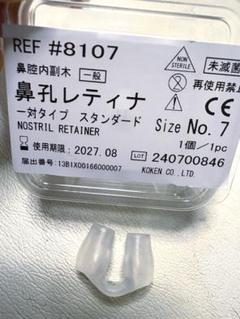 REF #8107
NON STERILE
未滅菌
鼻腔内副木 一般
再使用禁
鼻孔レティナ
CE
一対タイプ スタンダード
NOSTRIL RETAINER
Size No. 7
1個／1pc
使用期限：2027.08
LOT 240700846
届出番号：13B1X00166000007
KOKEN CO.,LTD.